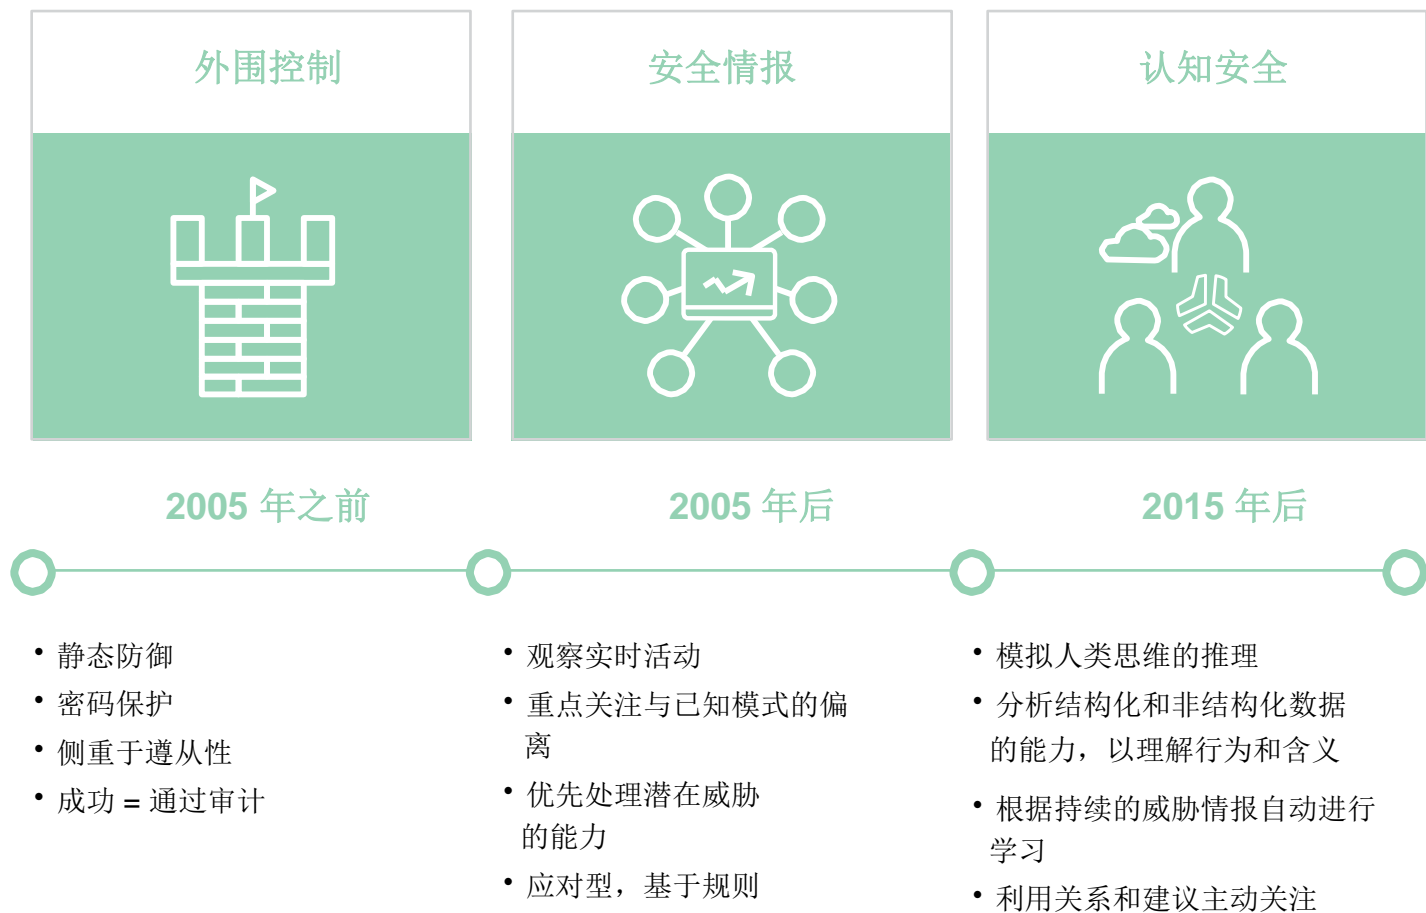 外围控制
安全情报
认知安全
2005 年之前
2005 年后
2015 年后
• 静态防御
• 密码保护
• 侧重于遵从性
• 成功 = 通过审计
• 观察实时活动
• 重点关注与已知模式的偏
离
• 优先处理潜在威胁
的能力
• 应对型，基于规则
• 模拟人类思维的推理
• 分析结构化和非结构化数据
的能力，以理解行为和含义
• 根据持续的威胁情报自动进行
学习
• 利用关系和建议主动关注